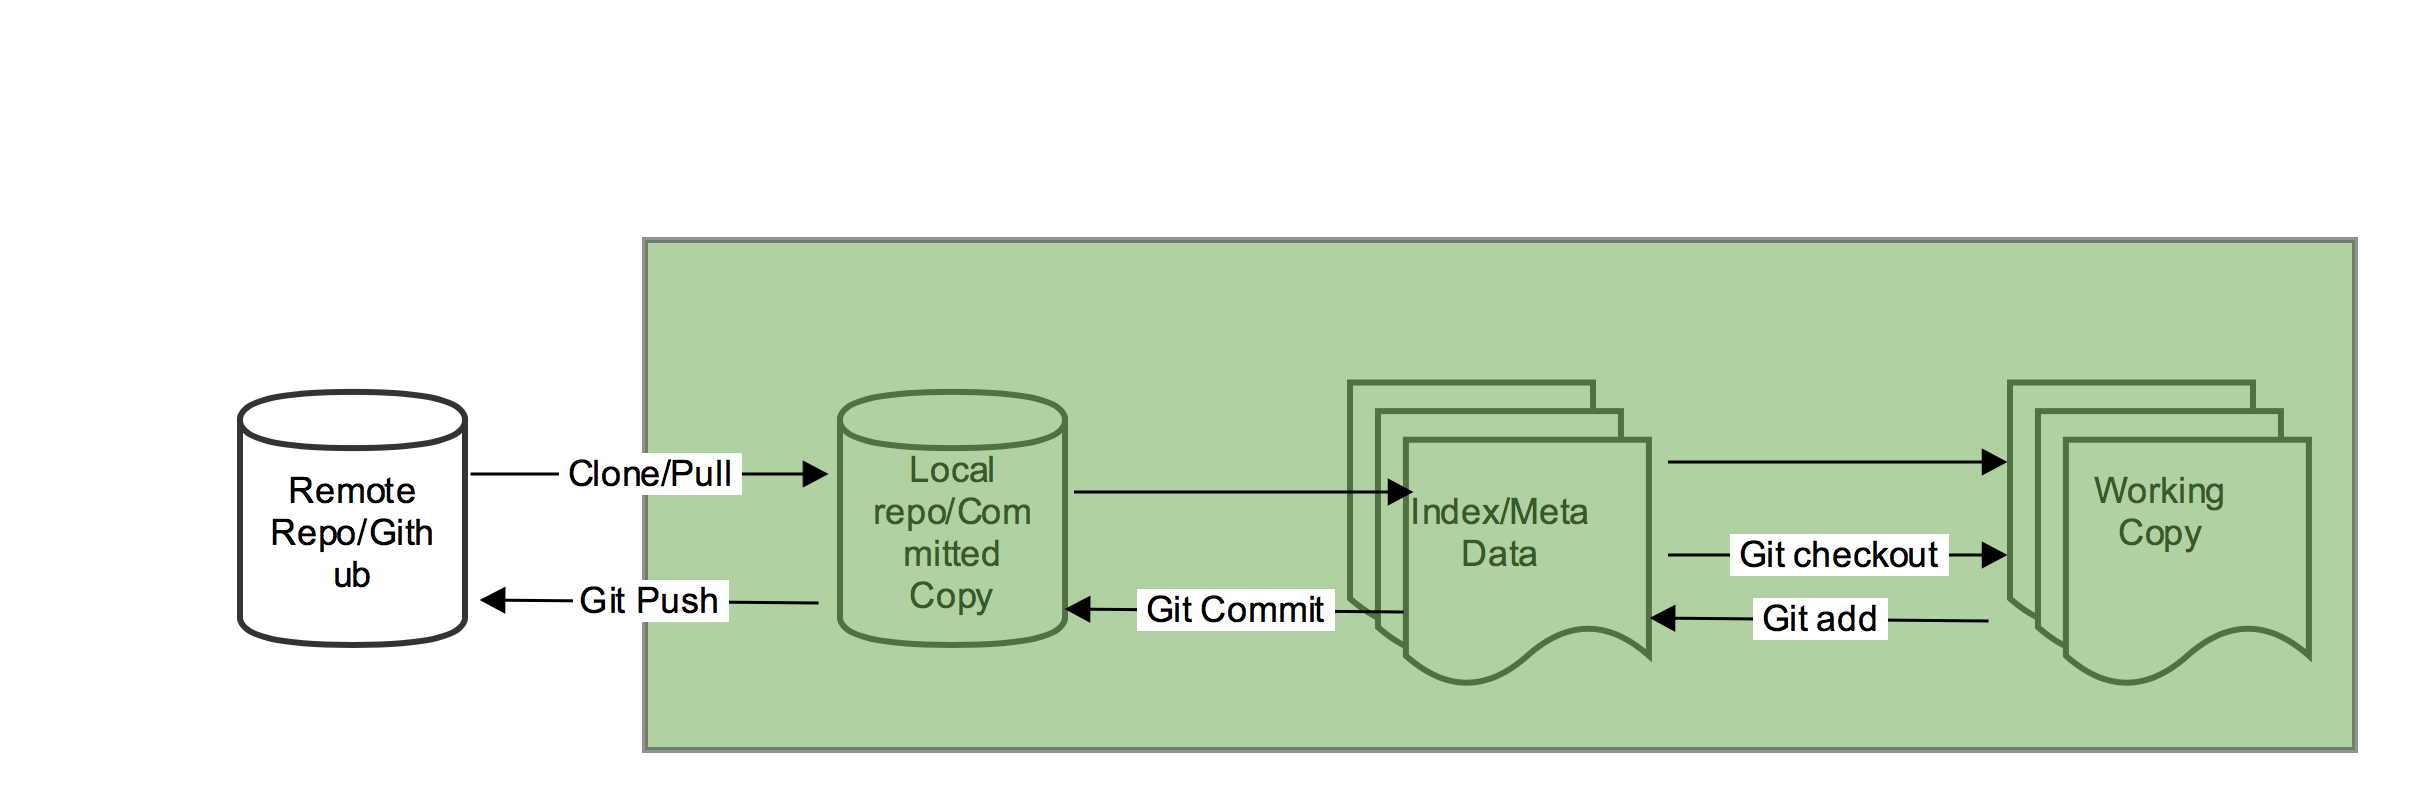 Remote
Repo/Gith
ub
Clone/Pull
Git Push
Local
repo/Com
mitted
Copy
Git Commit
Index/Meta
Data
Git checkout
Git add
Working
Copy